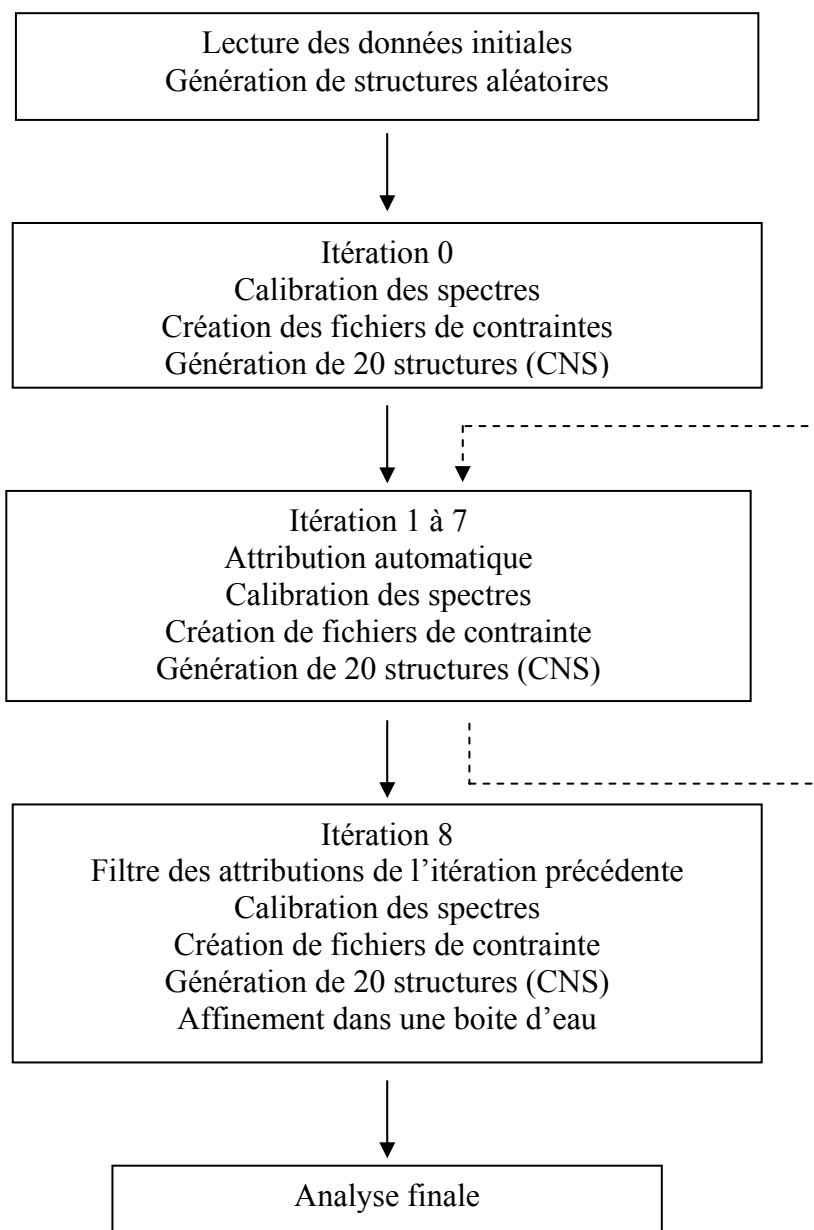 Lecture des données initiales
Génération de structures aléatoires
Itération 0
Calibration des spectres
Création des fichiers de contraintes
Génération de 20 structures (CNS)
Itération 1 à 7
Attribution automatique
Calibration des spectres
Création de fichiers de contrainte
Génération de 20 structures (CNS)
Itération 8
Filtre des attributions de l’itération précédente
Calibration des spectres
Création de fichiers de contrainte
Génération de 20 structures (CNS)
Affinement dans une boite d’eau
Analyse finale